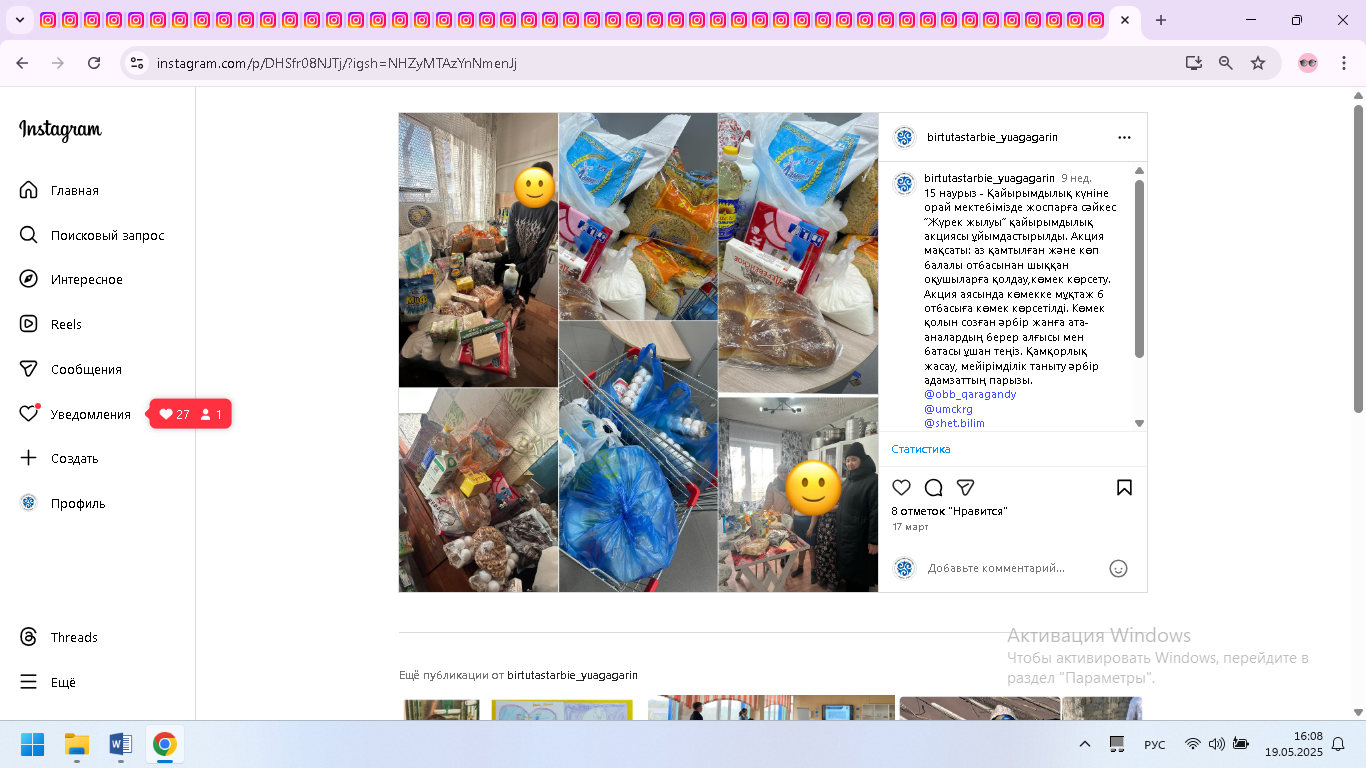 instagram.com/p/DHSfr08NJTj/?igsh=NHZyMTAzYnNmenJj
Instagram
Главная
Поисковый запрос
Интересное
Reels
Сообщения
Уведомления
27 1
Создать
Профиль
Threads
Ещё
birtutastarbie_yuagagarin
birtutastarbie_yuagagarin 9 нед.
15 наурыз - Қайырымдылық күніне
орай мектебімізде жоспарға сәйкес
"Жүрек жылуы" қайырымдылық
акциясы ұйымдастырылды. Акция
мақсаты: аз қамтылған және көп
балалы отбасынан шыққан
оқушыларға қолдау,көмек көрсету.
Акция аясында көмекке мұқтаж 6
отбасыға көмек көрсетілді. Көмек
қолын созған әрбір жанға ата-
аналардың берер алғысы мен
батасы ұшан теңіз. Қамқорлық
жасау, мейірімділік таныту әрбір
адамзаттың парызы.
@obb_qaragandy
@umckrg
@shet.bilim
Статистика
8 отметок "Нравится"
17 март
Добавьте комментарий...
Ещё публикации от birtutastarbie_yuagagarin
Активация Windows
Чтобы активировать Windows, перейдите в
раздел "Параметры".
РУС
16:08
19.05.2025